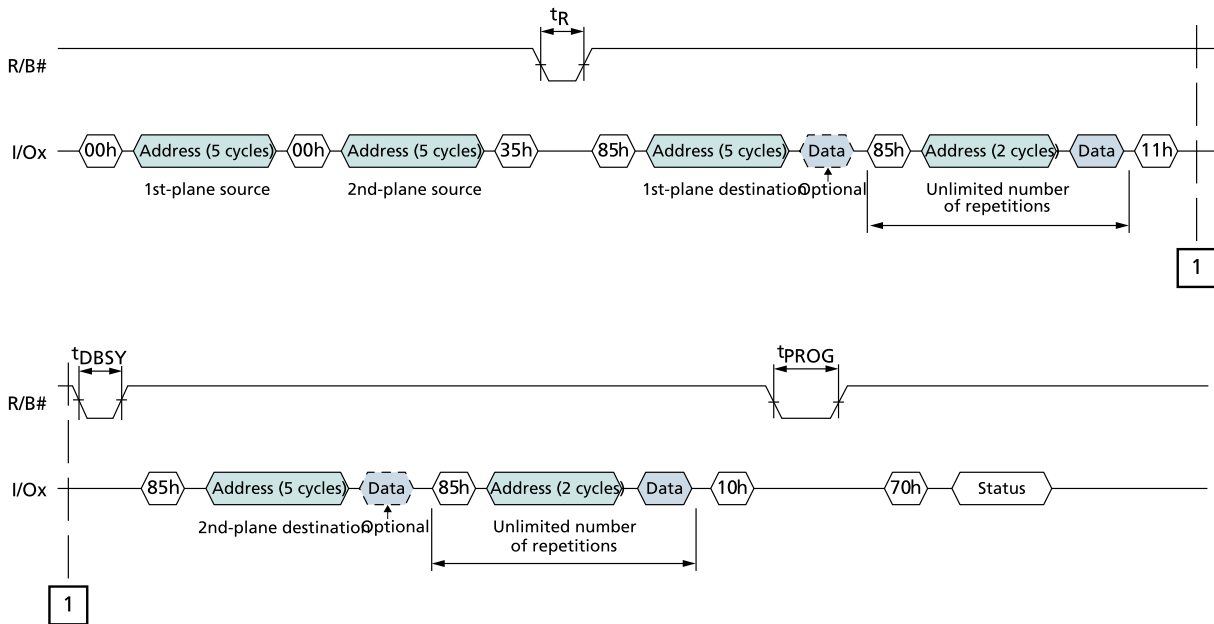 tR
R/B#
I/Ox 00h Address (5 cycles) 00h Address (5 cycles) 35h 85h Address (5 cycles) Data 85h Address (2 cycles) Data 11h
1st-plane source 2nd-plane source 1st-plane destination Optional Unlimited number
of repetitions
1
tDBSY tPROG
R/B#
I/Ox 85h Address (5 cycles) Data 85h Address (2 cycles) Data 10h 70h Status
2nd-plane destination Optional Unlimited number
of repetitions
1